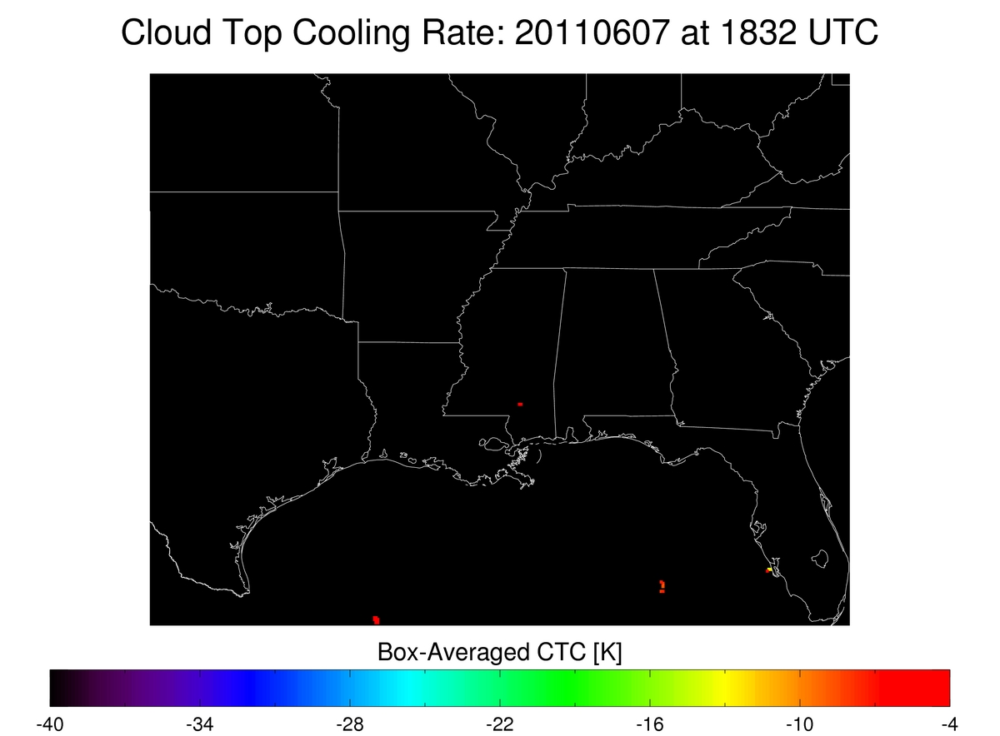 Cloud Top Cooling Rate: 20110607 at 1832 UTC
Box-Averaged CTC [K]
-40 -34 -28 -22 -16 -10 -4